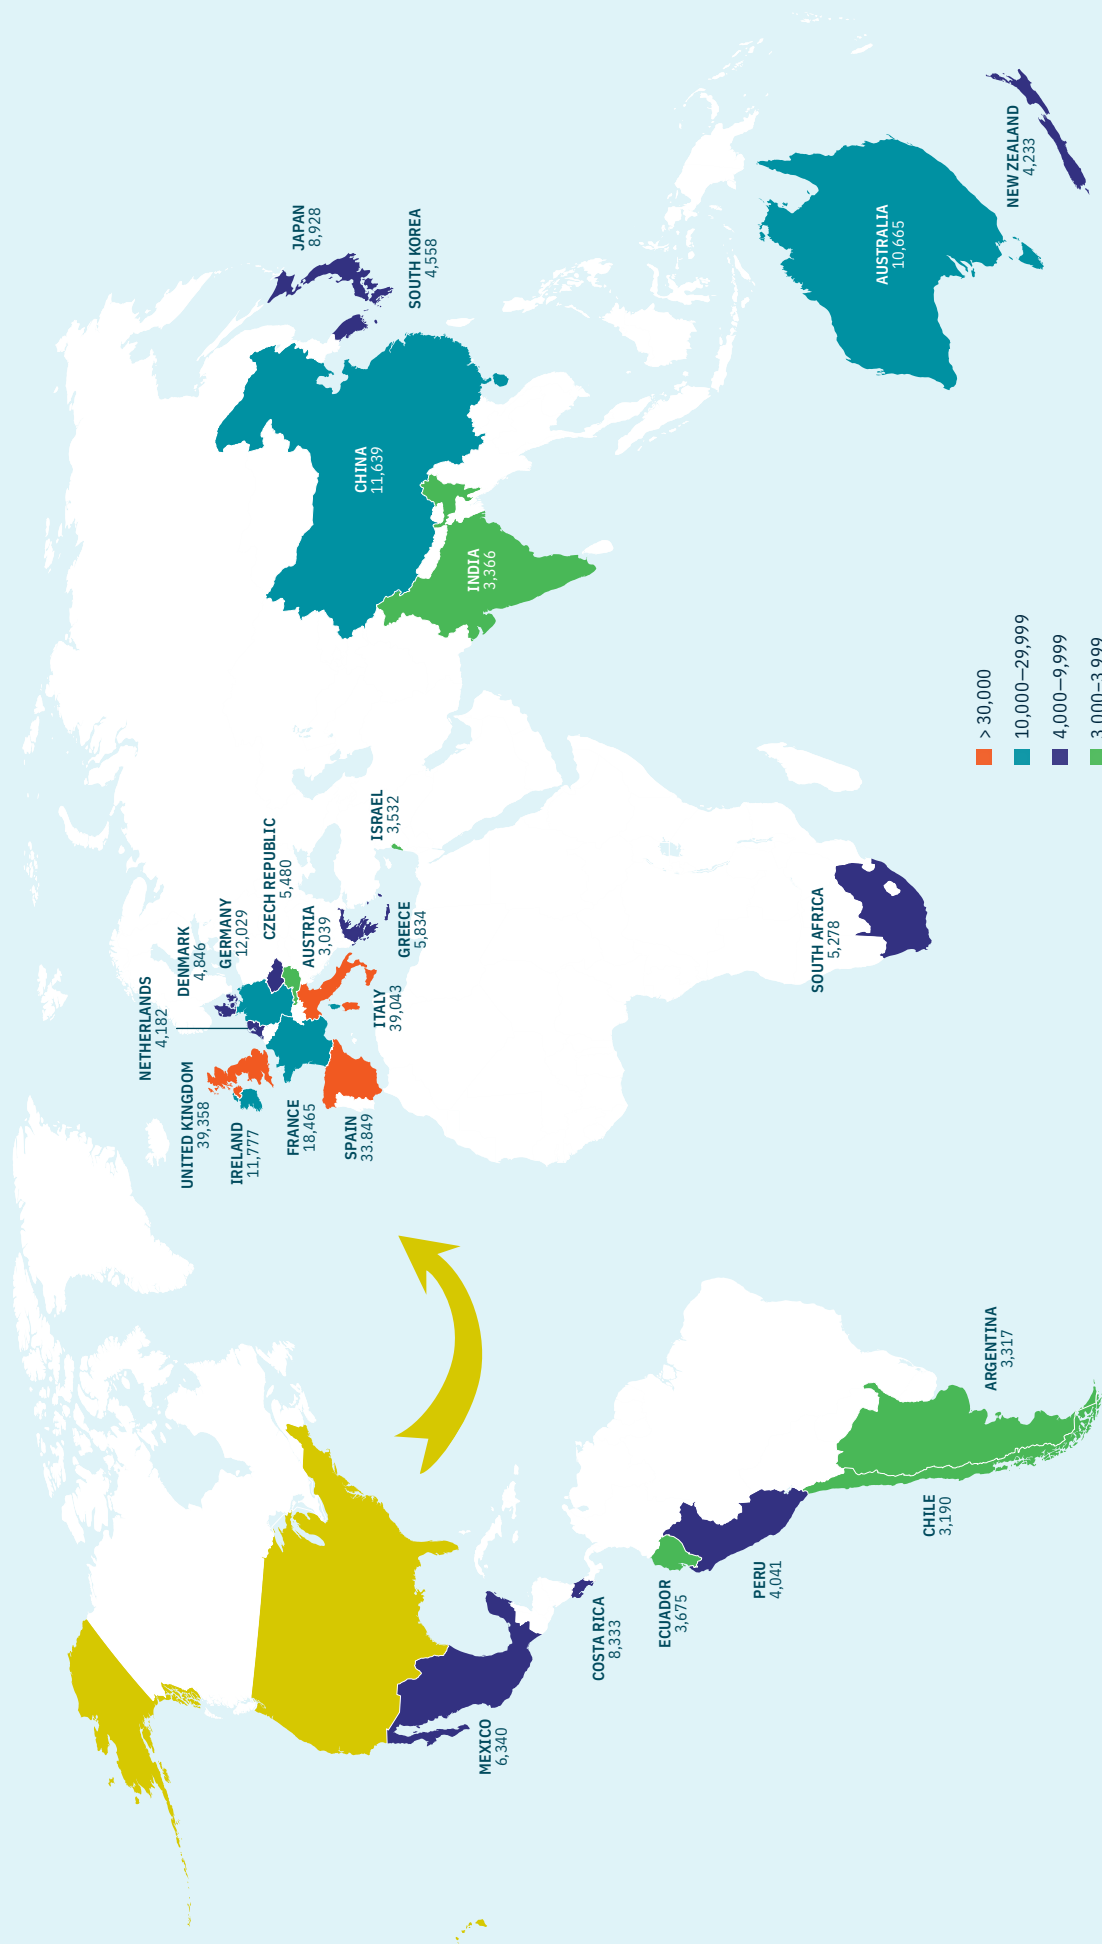 NETHERLANDS
4,182
DENMARK
4,846
UNITED KINGDOM
39,358
GERMANY
12,029
IRELAND
11,777
CZECH REPUBLIC
5,480
FRANCE
18,465
AUSTRIA
3,039
SPAIN
33.849
ITALY
39,043
ISRAEL
3,532
GREECE
5,834
JAPAN
8,928
SOUTH KOREA
4,558
CHINA
11,639
INDIA
3,366
MEXICO
6,340
COSTA RICA
8,333
ECUADOR
3,675
PERU
4,041
SOUTH AFRICA
5,278
AUSTRALIA
10,665
CHILE
3,190
ARGENTINA
3,317
NEW ZEALAND
4,233
> 30,000
10,000–29,999
4,000–9,999
3,000–3,999